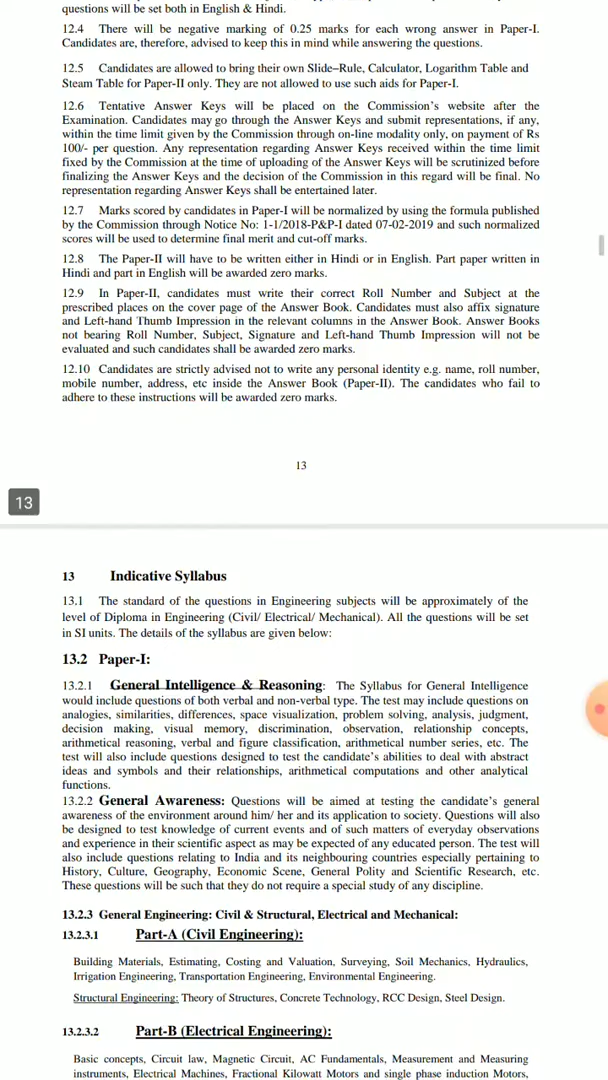 questions will be set both in English & Hindi.
12.4 There will be negative marking of 0.25 marks for each wrong answer in Paper-I.
Candidates are, therefore, advised to keep this in mind while answering the questions.
12.5 Candidates are allowed to bring their own Slide–Rule, Calculator, Logarithm Table and
Steam Table for Paper-II only. They are not allowed to use such aids for Paper-I.
12.6 Tentative Answer Keys will be placed on the Commission’s website after the
Examination. Candidates may go through the Answer Keys and submit representations, if any,
within the time limit given by the Commission through on-line modality only, on payment of Rs
100/- per question. Any representation regarding Answer Keys received within the time limit
fixed by the Commission at the time of uploading of the Answer Keys will be scrutinized before
finalizing the Answer Keys and the decision of the Commission in this regard will be final. No
representation regarding Answer Keys shall be entertained later.
12.7 Marks scored by candidates in Paper-I will be normalized by using the formula published
by the Commission through Notice No: 1-1/2018-P&P-I dated 07-02-2019 and such normalized
scores will be used to determine final merit and cut-off marks.
12.8 The Paper-II will have to be written either in Hindi or in English. Part paper written in
Hindi and part in English will be awarded zero marks.
12.9 In Paper-II, candidates must write their correct Roll Number and Subject at the
prescribed places on the cover page of the Answer Book. Candidates must also affix signature
and Left-hand Thumb Impression in the relevant columns in the Answer Book. Answer Books
not bearing Roll Number, Subject, Signature and Left-hand Thumb Impression will not be
evaluated and such candidates shall be awarded zero marks.
12.10 Candidates are strictly advised not to write any personal identity e.g. name, roll number,
mobile number, address, etc inside the Answer Book (Paper-II). The candidates who fail to
adhere to these instructions will be awarded zero marks.
13
13
13 Indicative Syllabus
13.1 The standard of the questions in Engineering subjects will be approximately of the
level of Diploma in Engineering (Civil/ Electrical/ Mechanical). All the questions will be set
in SI units. The details of the syllabus are given below:
13.2 Paper-I:
13.2.1 General Intelligence & Reasoning: The Syllabus for General Intelligence
would include questions of both verbal and non-verbal type. The test may include questions on
analogies, similarities, differences, space visualization, problem solving, analysis, judgment,
decision making, visual memory, discrimination, observation, relationship concepts,
arithmetical reasoning, verbal and figure classification, arithmetical number series, etc. The
test will also include questions designed to test the candidate’s abilities to deal with abstract
ideas and symbols and their relationships, arithmetical computations and other analytical
functions.
13.2.2 General Awareness: Questions will be aimed at testing the candidate’s general
awareness of the environment around him/ her and its application to society. Questions will also
be designed to test knowledge of current events and of such matters of everyday observations
and experience in their scientific aspect as may be expected of any educated person. The test will
also include questions relating to India and its neighbouring countries especially pertaining to
History, Culture, Geography, Economic Scene, General Polity and Scientific Research, etc.
These questions will be such that they do not require a special study of any discipline.
13.2.3 General Engineering: Civil & Structural, Electrical and Mechanical:
13.2.3.1 Part-A (Civil Engineering):
Building Materials, Estimating, Costing and Valuation, Surveying, Soil Mechanics, Hydraulics,
Irrigation Engineering, Transportation Engineering, Environmental Engineering.
Structural Engineering: Theory of Structures, Concrete Technology, RCC Design, Steel Design.
13.2.3.2 Part-B (Electrical Engineering):
Basic concepts, Circuit law, Magnetic Circuit, AC Fundamentals, Measurement and Measuring
instruments, Electrical Machines, Fractional Kilowatt Motors and single phase induction Motors,